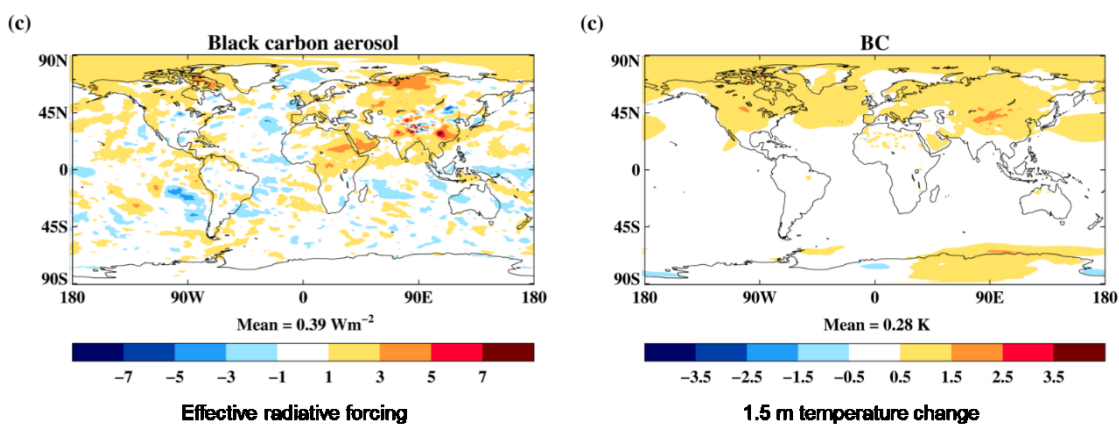 (c)
Black carbon aerosol
90N
45N
0
45S
90S
180 90W 0 90E 180
Mean = 0.39 Wm−2
−7 −5 −3 −1 1 3 5 7
Effective radiative forcing
(c)
BC
90N
45N
0
45S
90S
180 90W 0 90E 180
Mean = 0.28 K
−3.5 −2.5 −1.5 −0.5 0.5 1.5 2.5 3.5
1.5 m temperature change